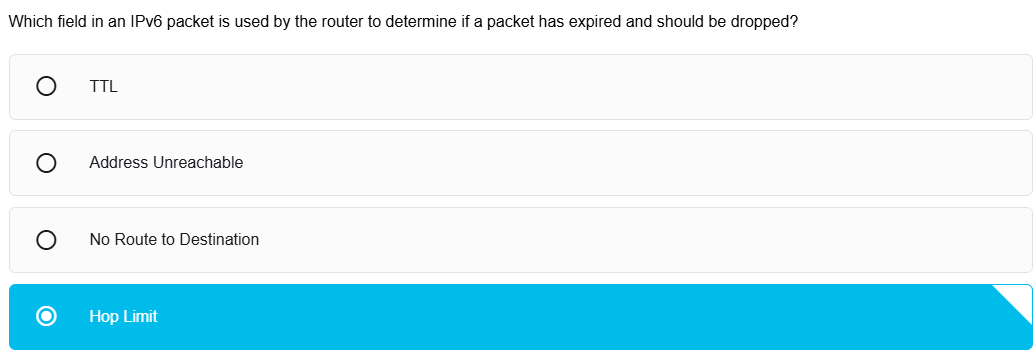 Which field in an IPv6 packet is used by the router to determine if a packet has expired and should be dropped?
TTL
Address Unreachable
No Route to Destination
Hop Limit